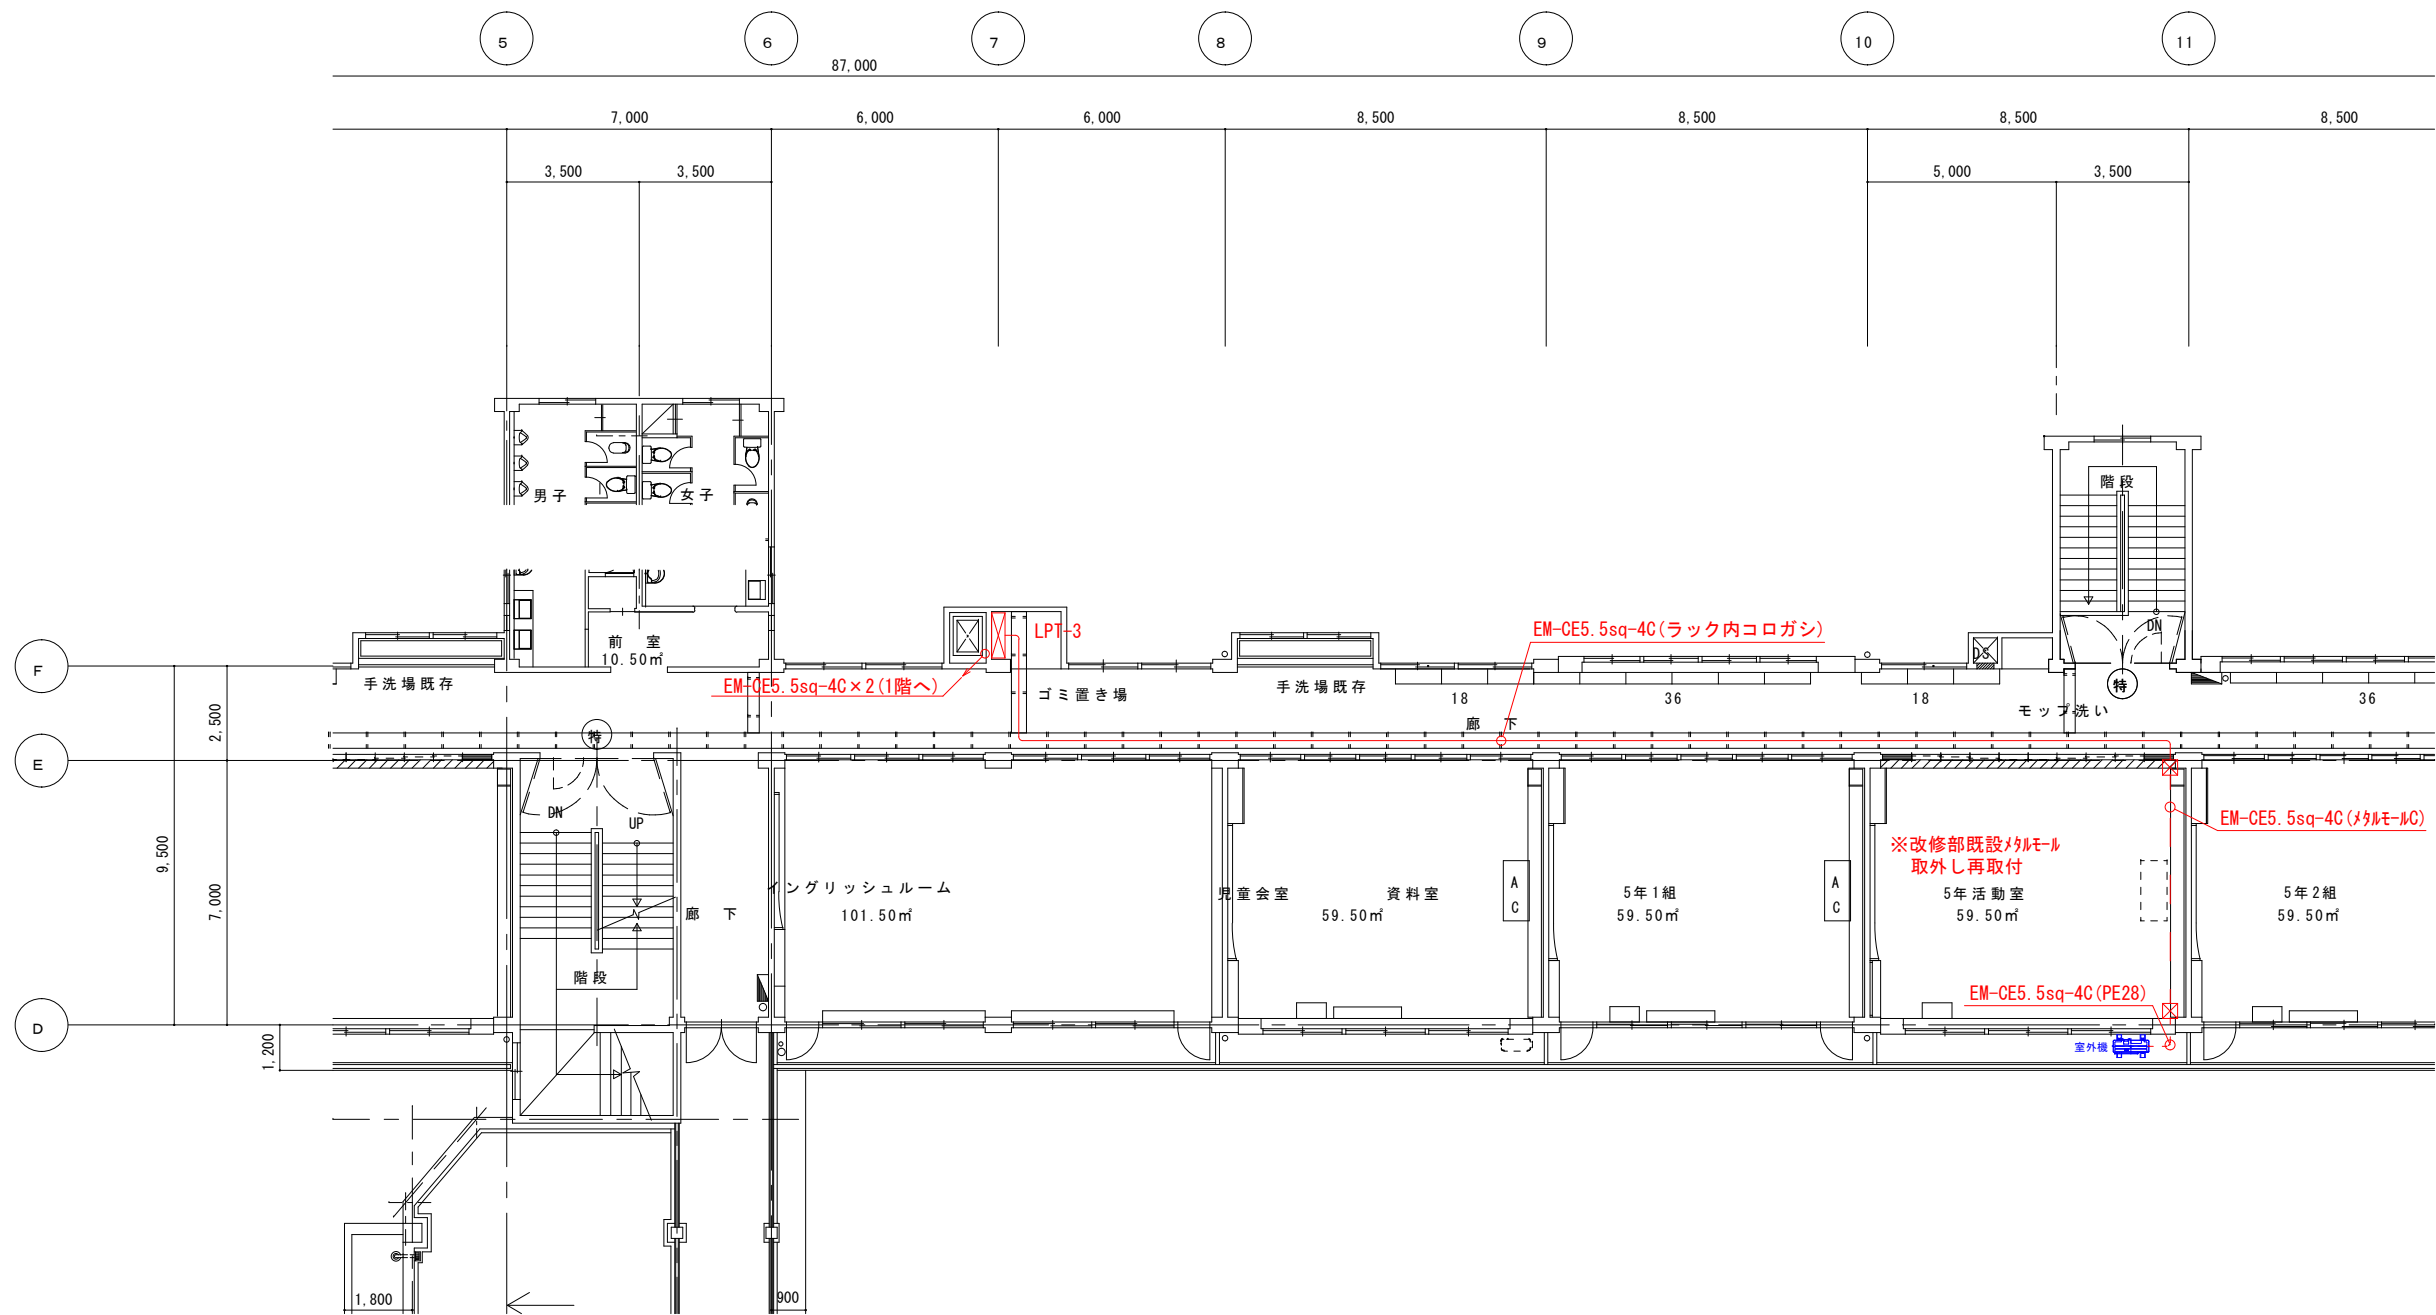 5
6
7
8
9
10
11
87,000
7,000
6,000
6,000
8,500
8,500
8,500
8,500
3,500
3,500
5,000
3,500
男子
女子
階段
前 室
10.50㎡
LPT-3
EM-CE5.5sq-4C(ラック内コロガシ)
DN
DS
F
手洗場既存
EM-CE5.5sq-4C×2(1階へ)
ゴミ置き場
手洗場既存
18
36
18
特
36
モップ洗い
2,500
特
廊 下
E
DN
UP
EM-CE5.5sq-4C(メタルモールC)
9,500
7,000
※改修部既設メタルモール
取外し再取付
イングリッシュルーム
101.50㎡
廊 下
児童会室
資料室
59.50㎡
A
C
5年1組
59.50㎡
A
C
5年活動室
59.50㎡
5年2組
59.50㎡
階段
EM-CE5.5sq-4C(PE28)
D
1,200
室外機
1,800
900